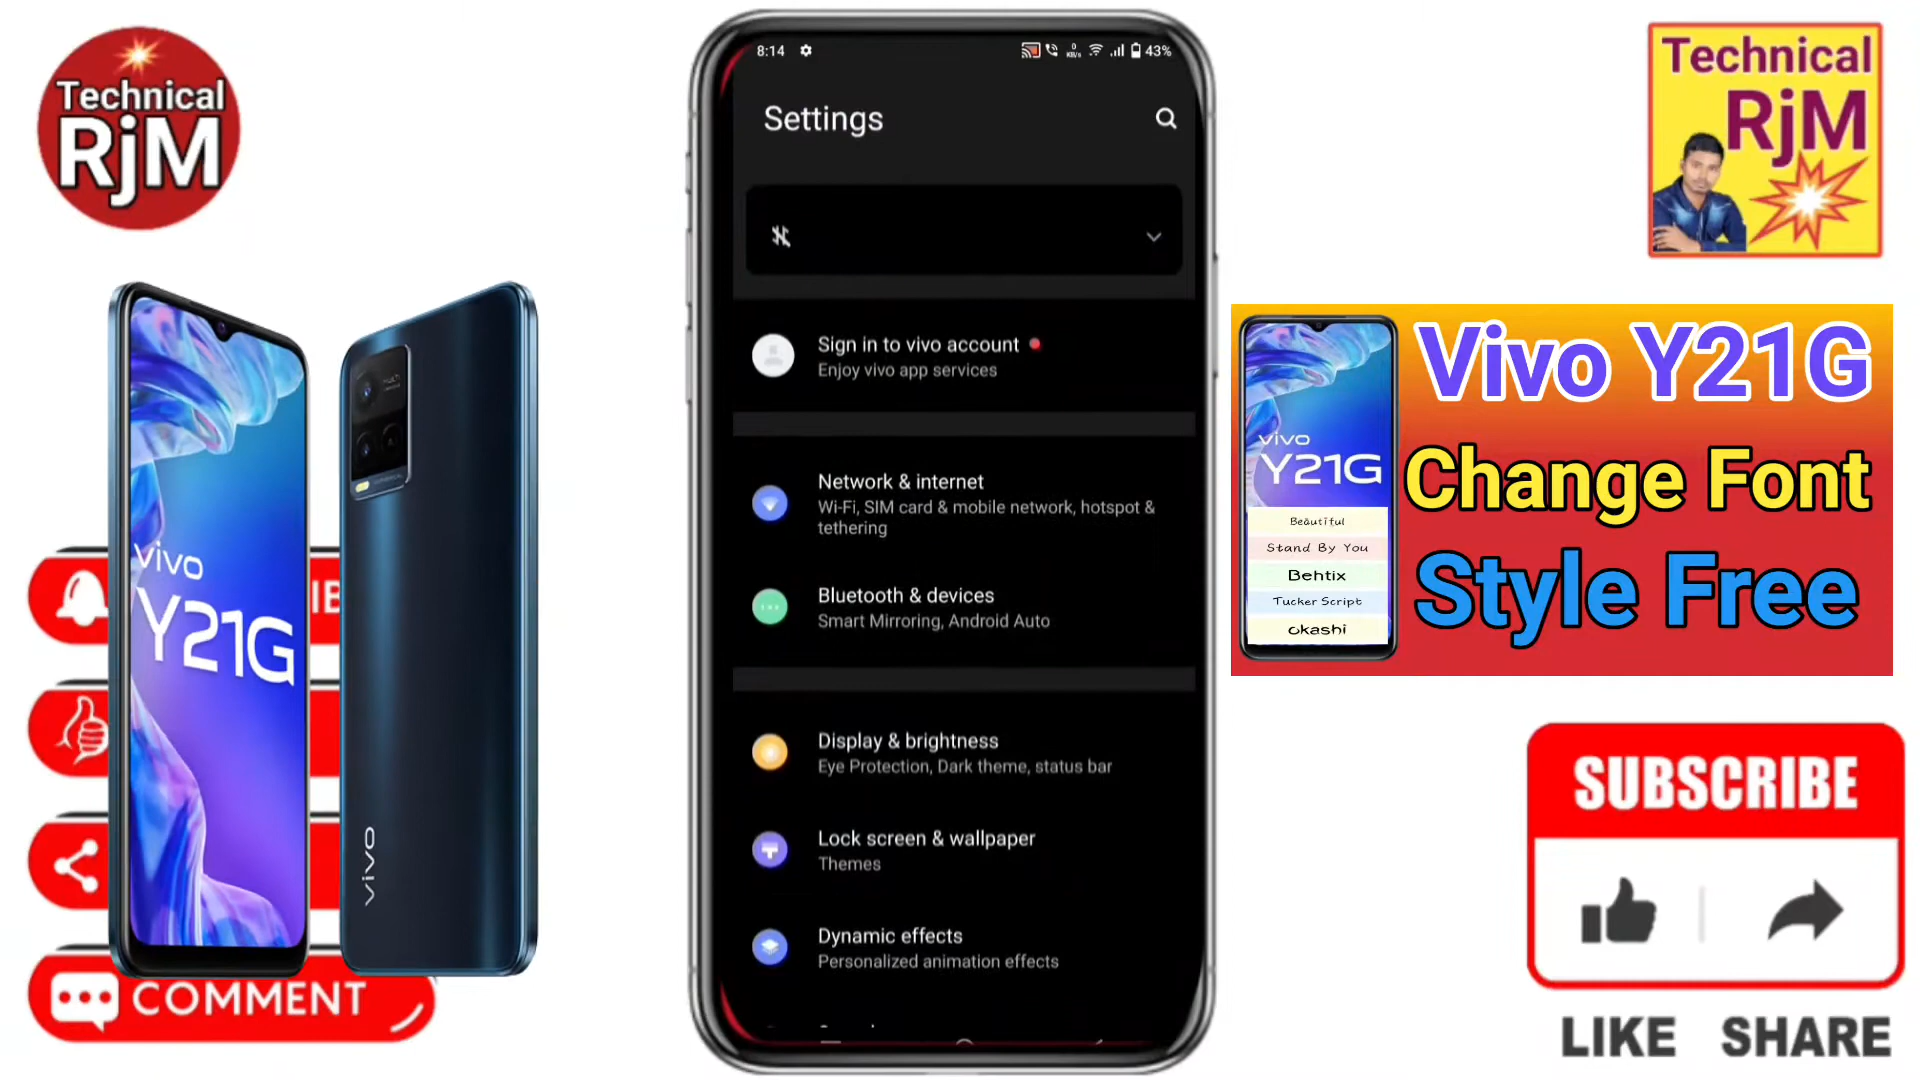 Technical
RjM
vivo
Y21G
vivo
COMMENT
8:14
0
KB/s
43%
Settings
Sign in to vivo account
Enjoy vivo app services
Network & internet
Wi-Fi, SIM card & mobile network, hotspot &
tethering
Bluetooth & devices
Smart Mirroring, Android Auto
Display & brightness
Eye Protection, Dark theme, status bar
Lock screen & wallpaper
Themes
Dynamic effects
Personalized animation effects
Technical
RjM
Vivo Y21G
Change Font
Style Free
vivo
Y21G
Beautiful
Stand By You
Behtix
Tucker Script
okashi
SUBSCRIBE
LIKE SHARE